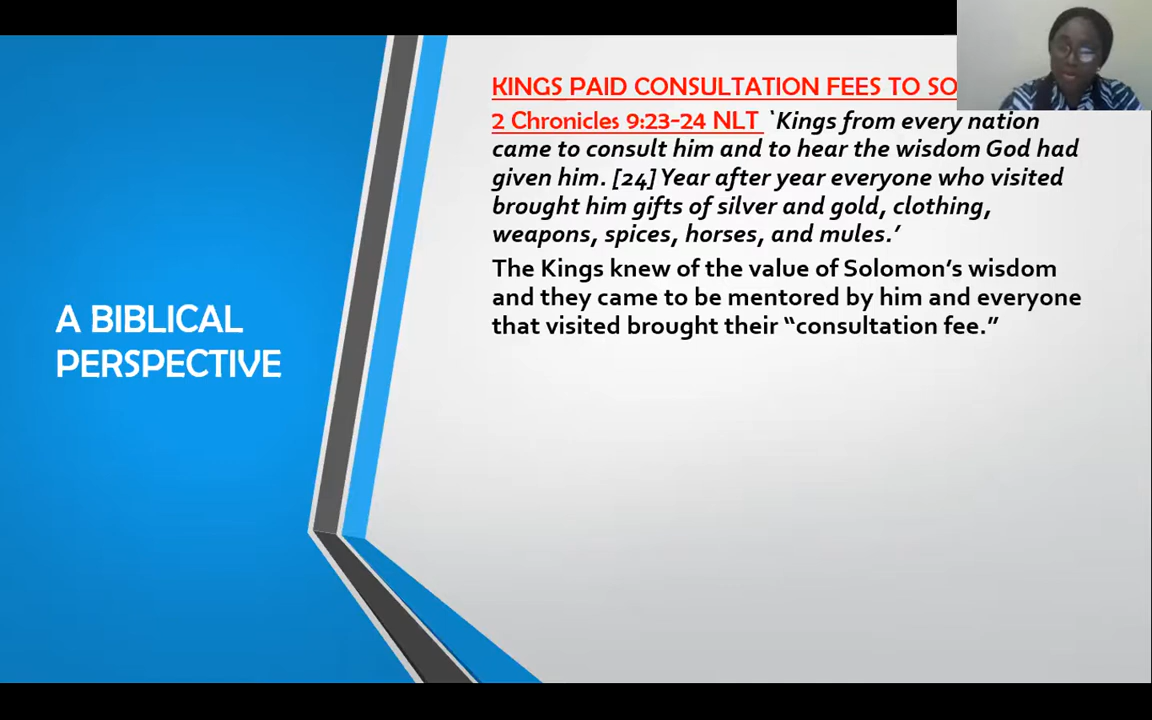 A BIBLICAL
PERSPECTIVE
KINGS PAID CONSULTATION FEES TO
2 Chronicles 9:23-24 NLT `Kings from every nation
came to consult him and to hear the wisdom God had
given him. [24] Year after year everyone who visited
brought him gifts of silver and gold, clothing,
weapons, spices, horses, and mules.’
The Kings knew of the value of Solomon’s wisdom
and they came to be mentored by him and everyone
that visited brought their “consultation fee.”